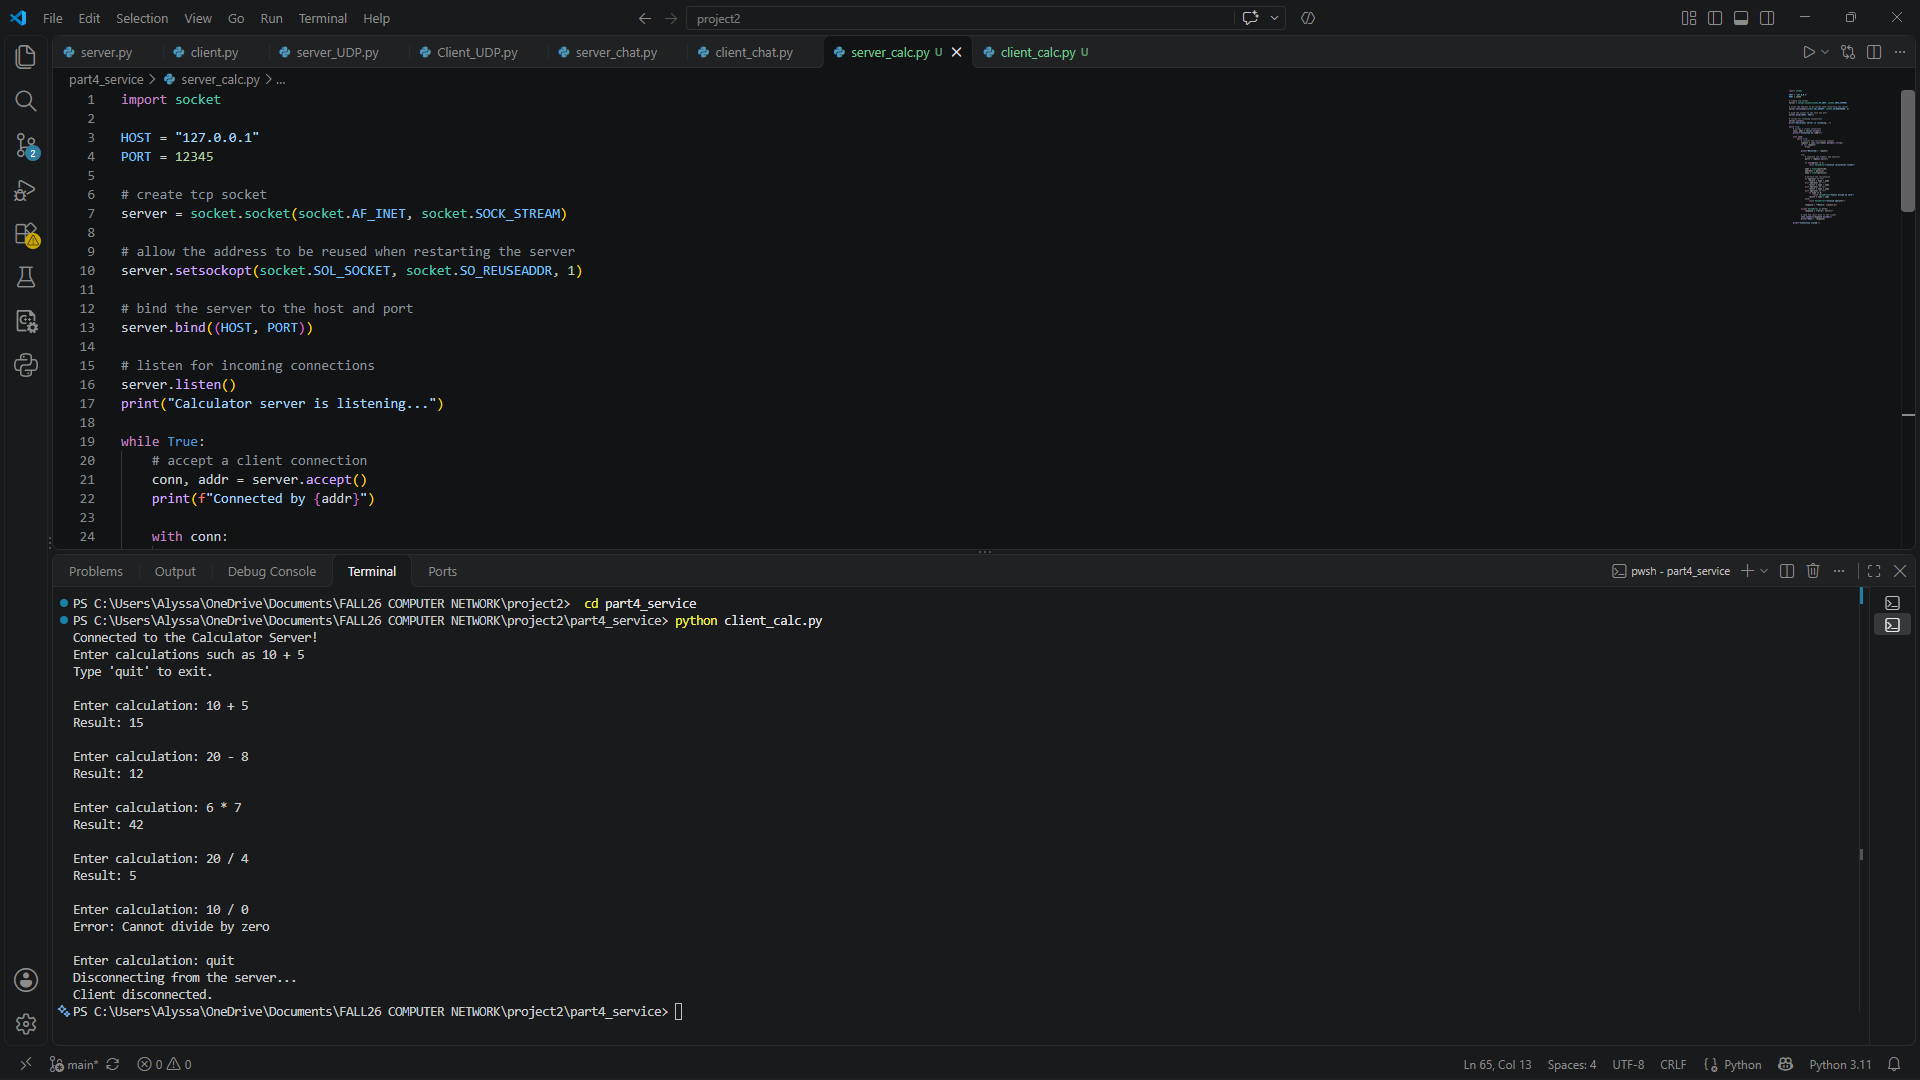 File Edit Selection View Go Run Terminal Help
project2
server.py client.py server_UDP.py Client_UDP.py server_chat.py client_chat.py server_calc.py U client_calc.py U
part4_service > server_calc.py > ...
1 import socket
2
3 HOST = "127.0.0.1"
4 PORT = 12345
5
6 # create tcp socket
7 server = socket.socket(socket.AF_INET, socket.SOCK_STREAM)
8
9 # allow the address to be reused when restarting the server
10 server.setsockopt(socket.SOL_SOCKET, socket.SO_REUSEADDR, 1)
11
12 # bind the server to the host and port
13 server.bind((HOST, PORT))
14
15 # listen for incoming connections
16 server.listen()
17 print("Calculator server is listening...")
18
19 while True:
20 # accept a client connection
21 conn, addr = server.accept()
22 print(f"Connected by {addr}")
23
24 with conn:
2
Problems Output Debug Console Terminal Ports
pwsh - part4_service
PS C:\Users\Alyssa\OneDrive\Documents\FALL26 COMPUTER NETWORK\project2> cd part4_service
PS C:\Users\Alyssa\OneDrive\Documents\FALL26 COMPUTER NETWORK\project2\part4_service> python client_calc.py
Connected to the Calculator Server!
Enter calculations such as 10 + 5
Type 'quit' to exit.
Enter calculation: 10 + 5
Result: 15
Enter calculation: 20 - 8
Result: 12
Enter calculation: 6 * 7
Result: 42
Enter calculation: 20 / 4
Result: 5
Enter calculation: 10 / 0
Error: Cannot divide by zero
Enter calculation: quit
Disconnecting from the server...
Client disconnected.
PS C:\Users\Alyssa\OneDrive\Documents\FALL26 COMPUTER NETWORK\project2\part4_service>
main* 0 0 Ln 65, Col 13 Spaces: 4 UTF-8 CRLF Python Python 3.11